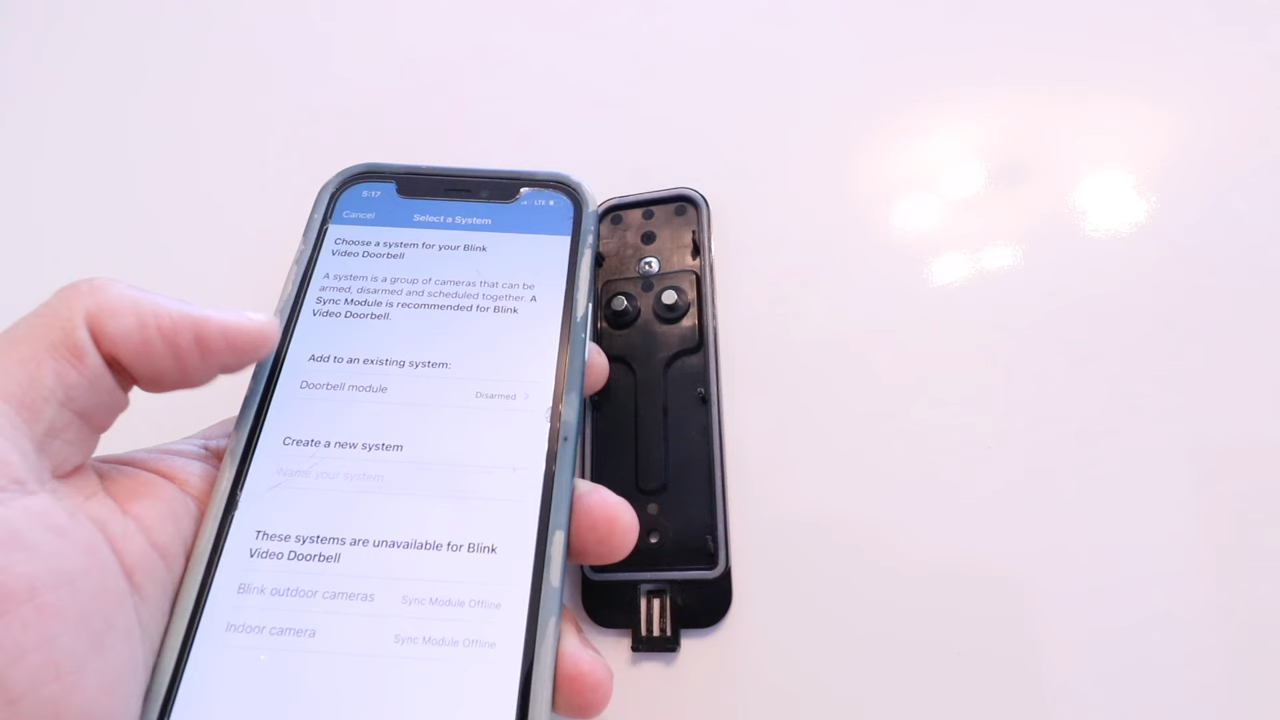 5:17
LTE
Cancel
Select a System
Choose a system for your Blink
Video Doorbell
A system is a group of cameras that can be
armed, disarmed and scheduled together. A
Sync Module is recommended for Blink
Video Doorbell.
Add to an existing system:
Doorbell module
Disarmed
Create a new system
Name your system
These systems are unavailable for Blink
Video Doorbell
Blink outdoor cameras
Sync Module Offline
Indoor camera
Sync Module Offline